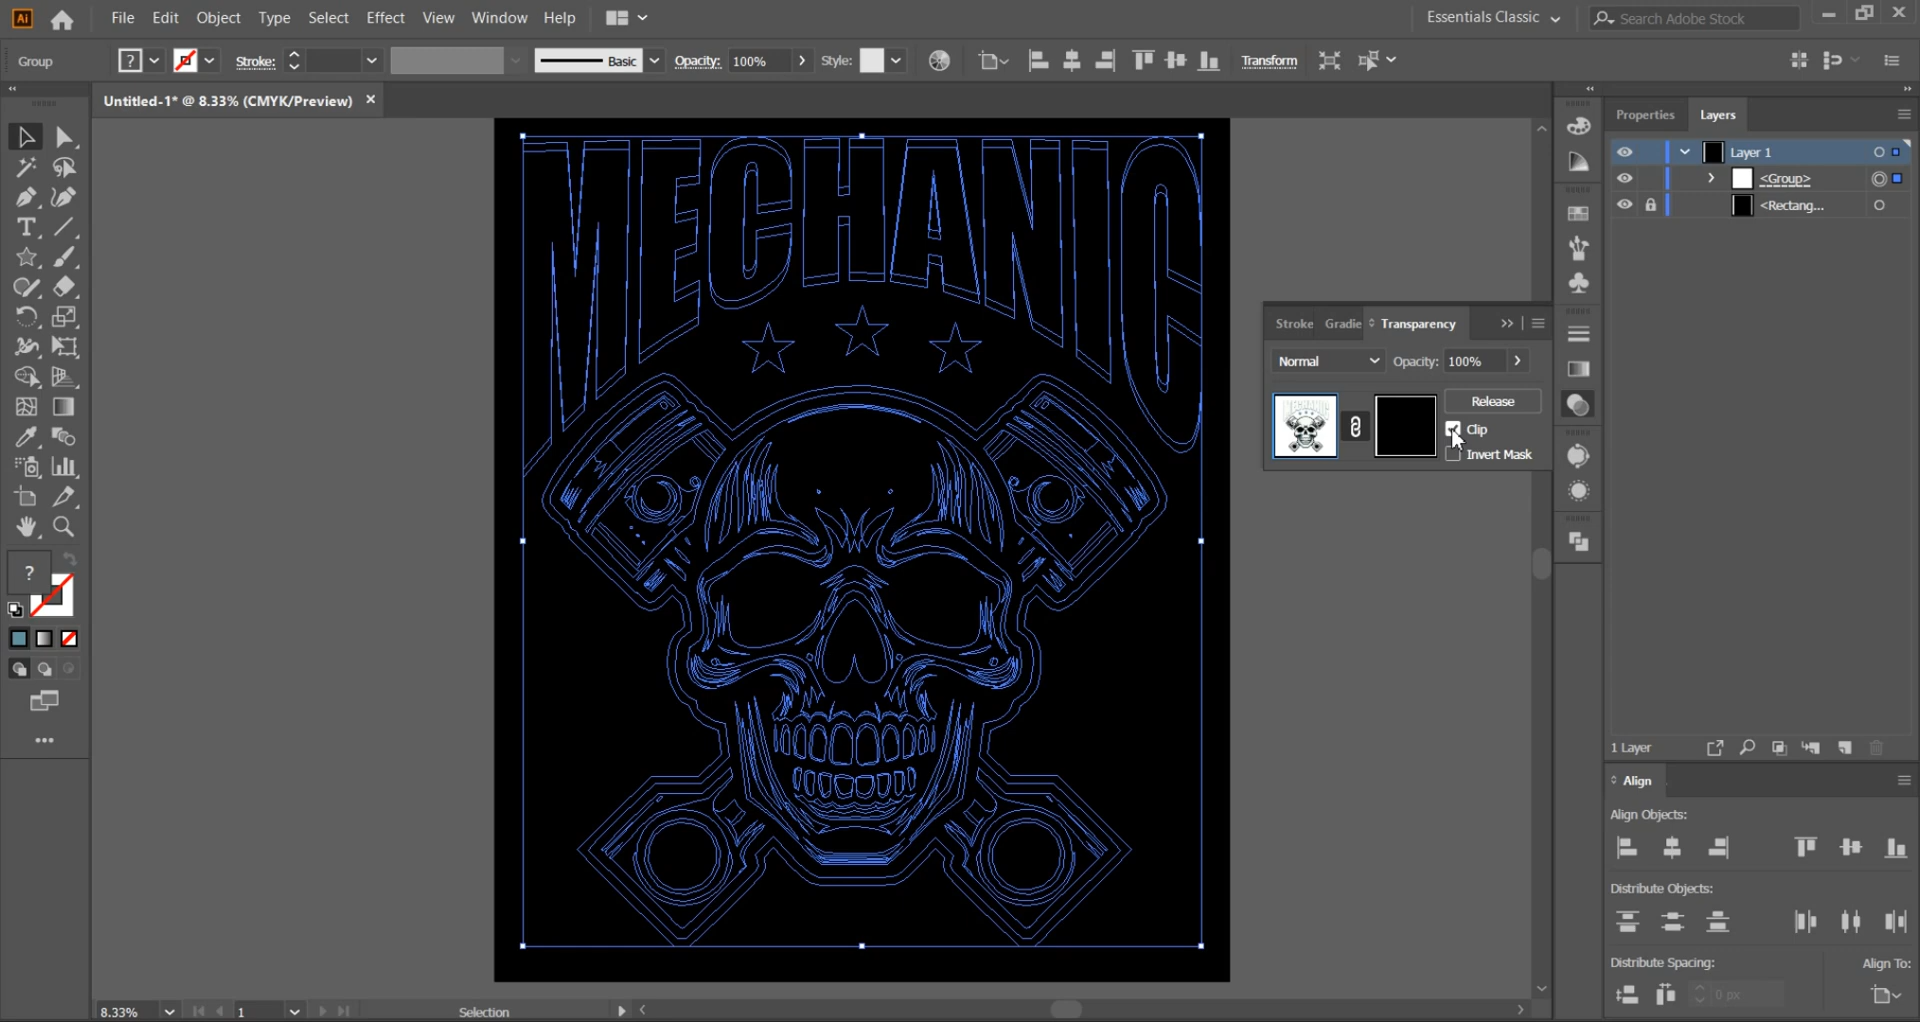 Ai File Edit Object Type Select Effect View Window Help Essentials Classic Search Adobe Stock
Group ? Stroke: Basic Opacity: 100% Style: Transform
Untitled-1* @ 8.33% (CMYK/Preview)
Properties Layers
Layer 1
<Group>
<Rectang...
MECHANIC
Stroke Gradie Transparency
Normal Opacity: 100%
Release
Clip
Invert Mask
?
1 Layer
Align
Align Objects:
Distribute Objects:
Distribute Spacing: Align To:
0 px
8.33% 1 Selection